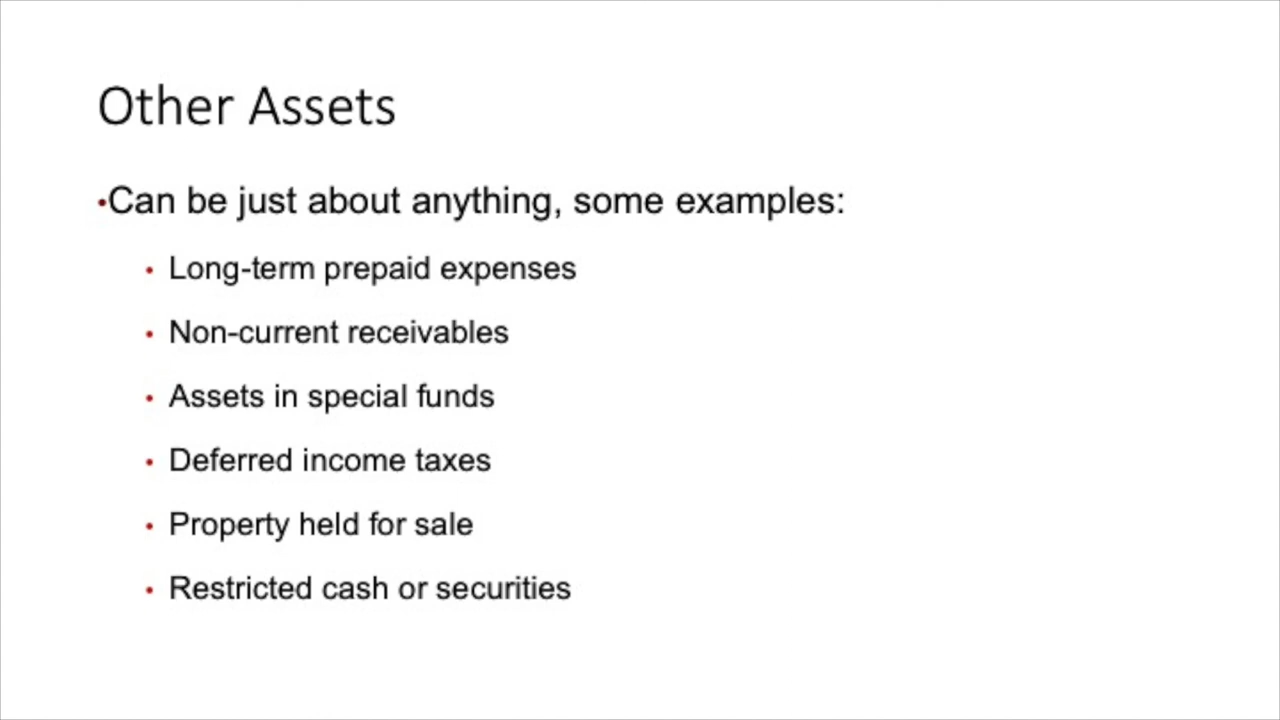 Other Assets
•Can be just about anything, some examples:
• Long-term prepaid expenses
• Non-current receivables
• Assets in special funds
• Deferred income taxes
• Property held for sale
• Restricted cash or securities